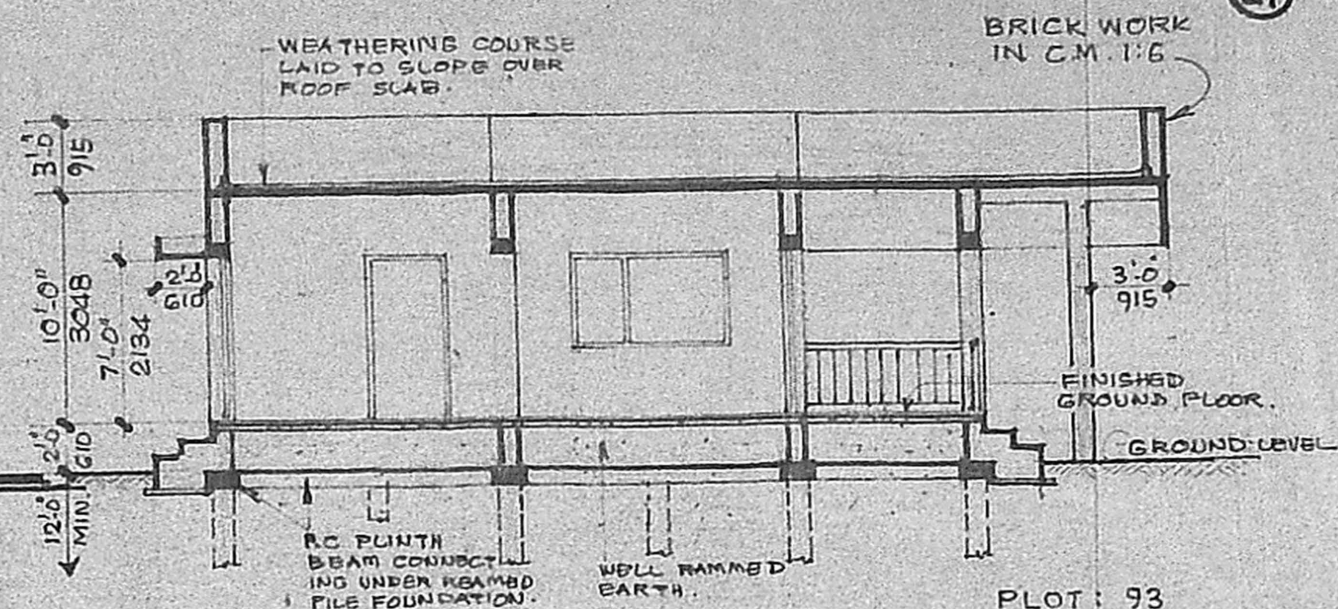 WEATHERING COURSE
LAID TO SLOPE OVER
ROOF SLAB.
BRICK WORK
IN C.M. 1:6
3'-0"
915
10'-0"
3048
7'-0"
2134
2'-0"
610
3'-0"
915
2'-0"
610
12'-0"
MIN.
FINISHED
GROUND FLOOR.
GROUND LEVEL
RC PLINTH
BEAM CONNECT
ING UNDER REAMED
PILE FOUNDATION.
WELL RAMMED
EARTH.
PLOT: 93